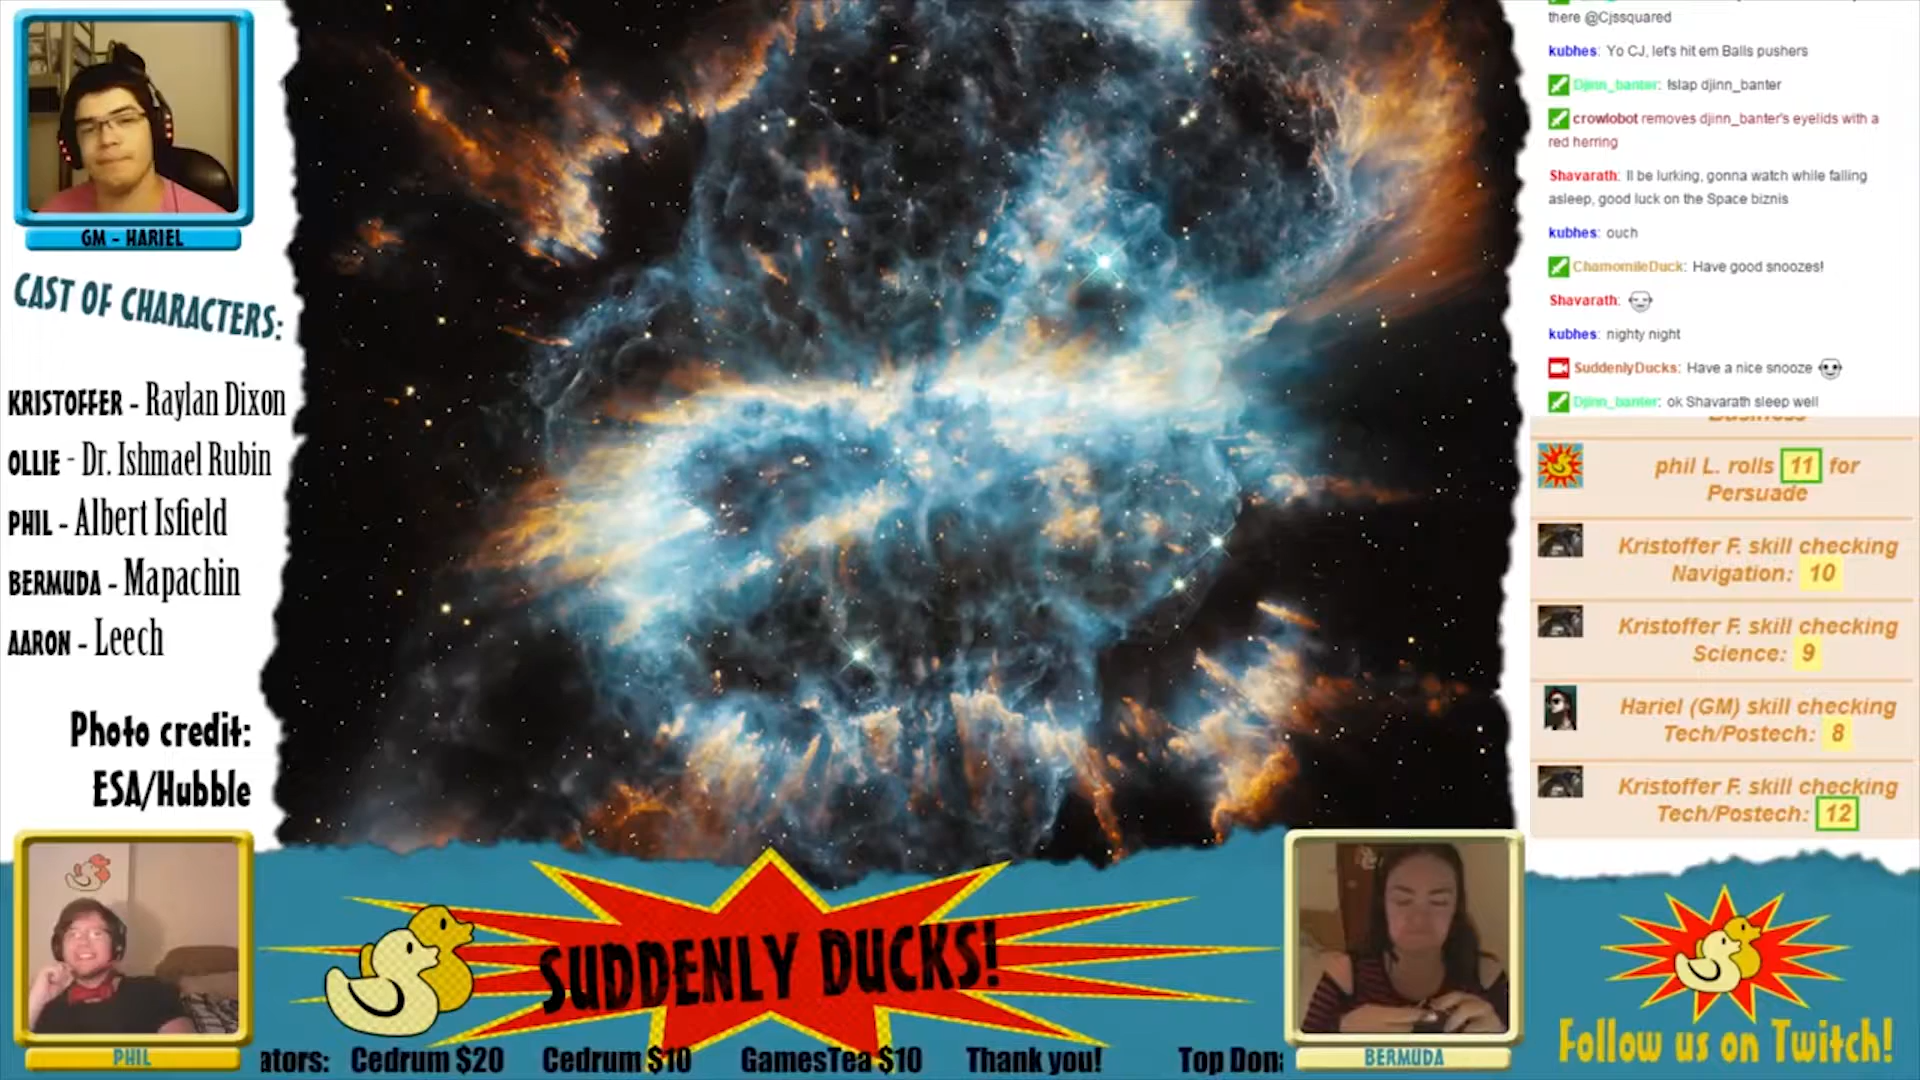 GM - HARIEL
CAST OF CHARACTERS:
KRISTOFFER - Raylan Dixon
OLLIE - Dr. Ishmael Rubin
PHIL - Albert Isfield
BERMUDA - Mapachin
AARON - Leech
Photo credit:
ESA/Hubble
PHIL
SUDDENLY DUCKS!
ators: Cedrum $20 Cedrum $10 GamesTea $10 Thank you! Top Dona
BERMUDA
there @Cjssquared
kubhes: Yo CJ, let's hit em Balls pushers
Djinn_banter: !slap djinn_banter
crowlobot removes djinn_banter's eyelids with a
red herring
Shavarath: Il be lurking, gonna watch while falling
asleep, good luck on the Space biznis
kubhes: ouch
ChamomileDuck: Have good snoozes!
Shavarath:
kubhes: nighty night
SuddenlyDucks: Have a nice snooze
Djinn_banter: ok Shavarath sleep well
Business
phil L. rolls 11 for
Persuade
Kristoffer F. skill checking
Navigation: 10
Kristoffer F. skill checking
Science: 9
Hariel (GM) skill checking
Tech/Postech: 8
Kristoffer F. skill checking
Tech/Postech: 12
Follow us on Twitch!